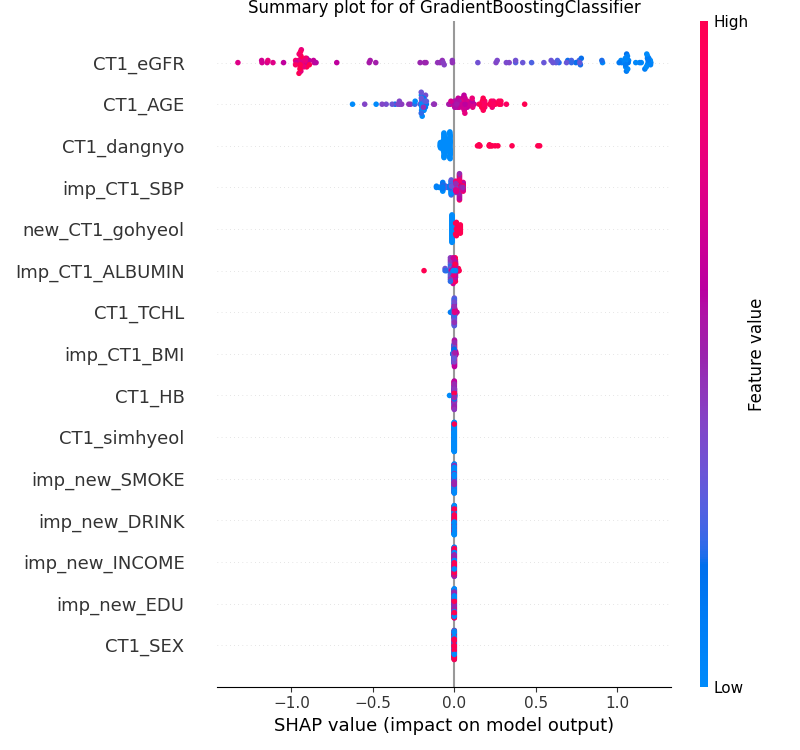 Summary plot for of GradientBoostingClassifier
High
CT1_eGFR
CT1_AGE
CT1_dangnyo
imp_CT1_SBP
new_CT1_gohyeol
Imp_CT1_ALBUMIN
CT1_TCHL
imp_CT1_BMI
CT1_HB
CT1_simhyeol
imp_new_SMOKE
imp_new_DRINK
imp_new_INCOME
imp_new_EDU
CT1_SEX
Feature value
Low
−1.0 −0.5 0.0 0.5 1.0
SHAP value (impact on model output)